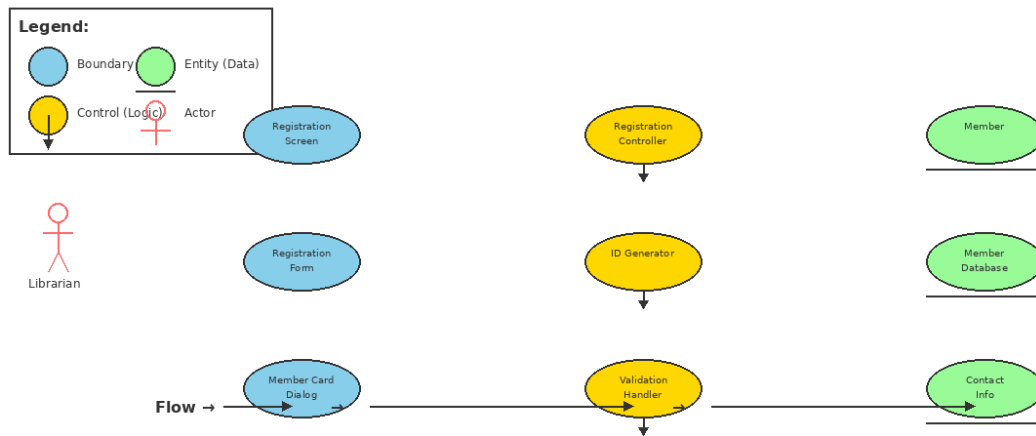 Legend:
Boundary
Entity (Data)
Control (Logic)
Actor
Registration
Screen
Registration
Controller
Member
Librarian
Registration
Form
ID Generator
Member
Database
Member Card
Dialog
Validation
Handler
Contact
Info
Flow →
→
→